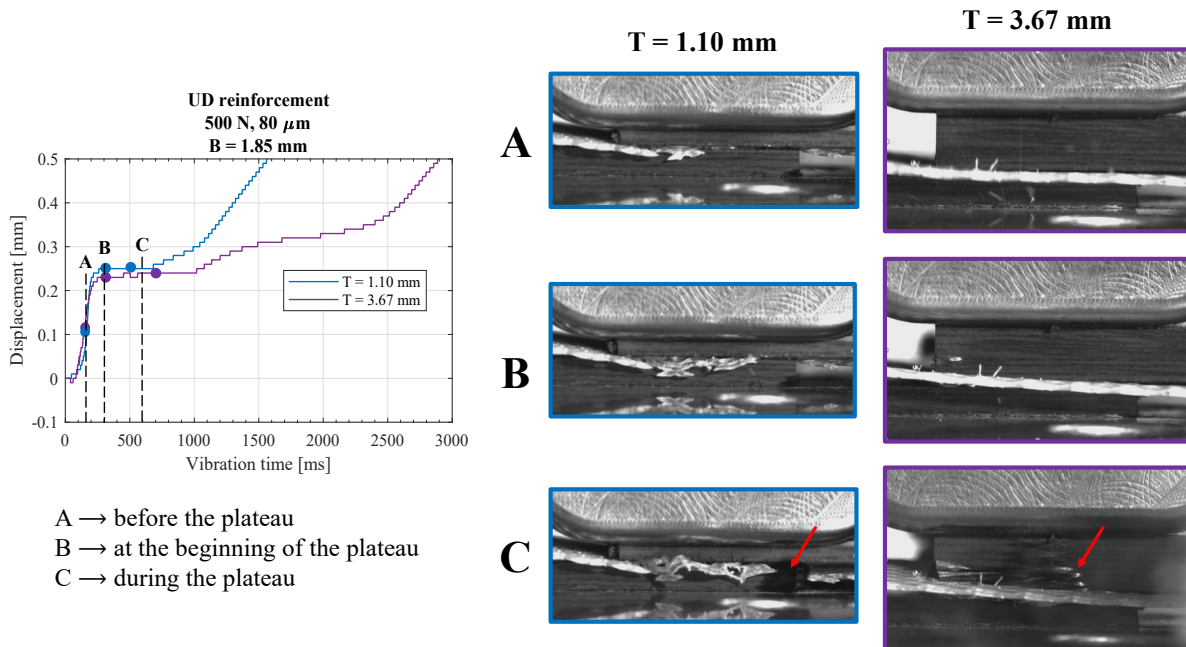 UD reinforcement
500 N, 80 μm
B = 1.85 mm
0.5
0.4
0.3
0.2
0.1
0
-0.1
Displacement [mm]
A
B
C
T = 1.10 mm
T = 3.67 mm
0 500 1000 1500 2000 2500 3000
Vibration time [ms]
A → before the plateau
B → at the beginning of the plateau
C → during the plateau
T = 1.10 mm
T = 3.67 mm
A
B
C